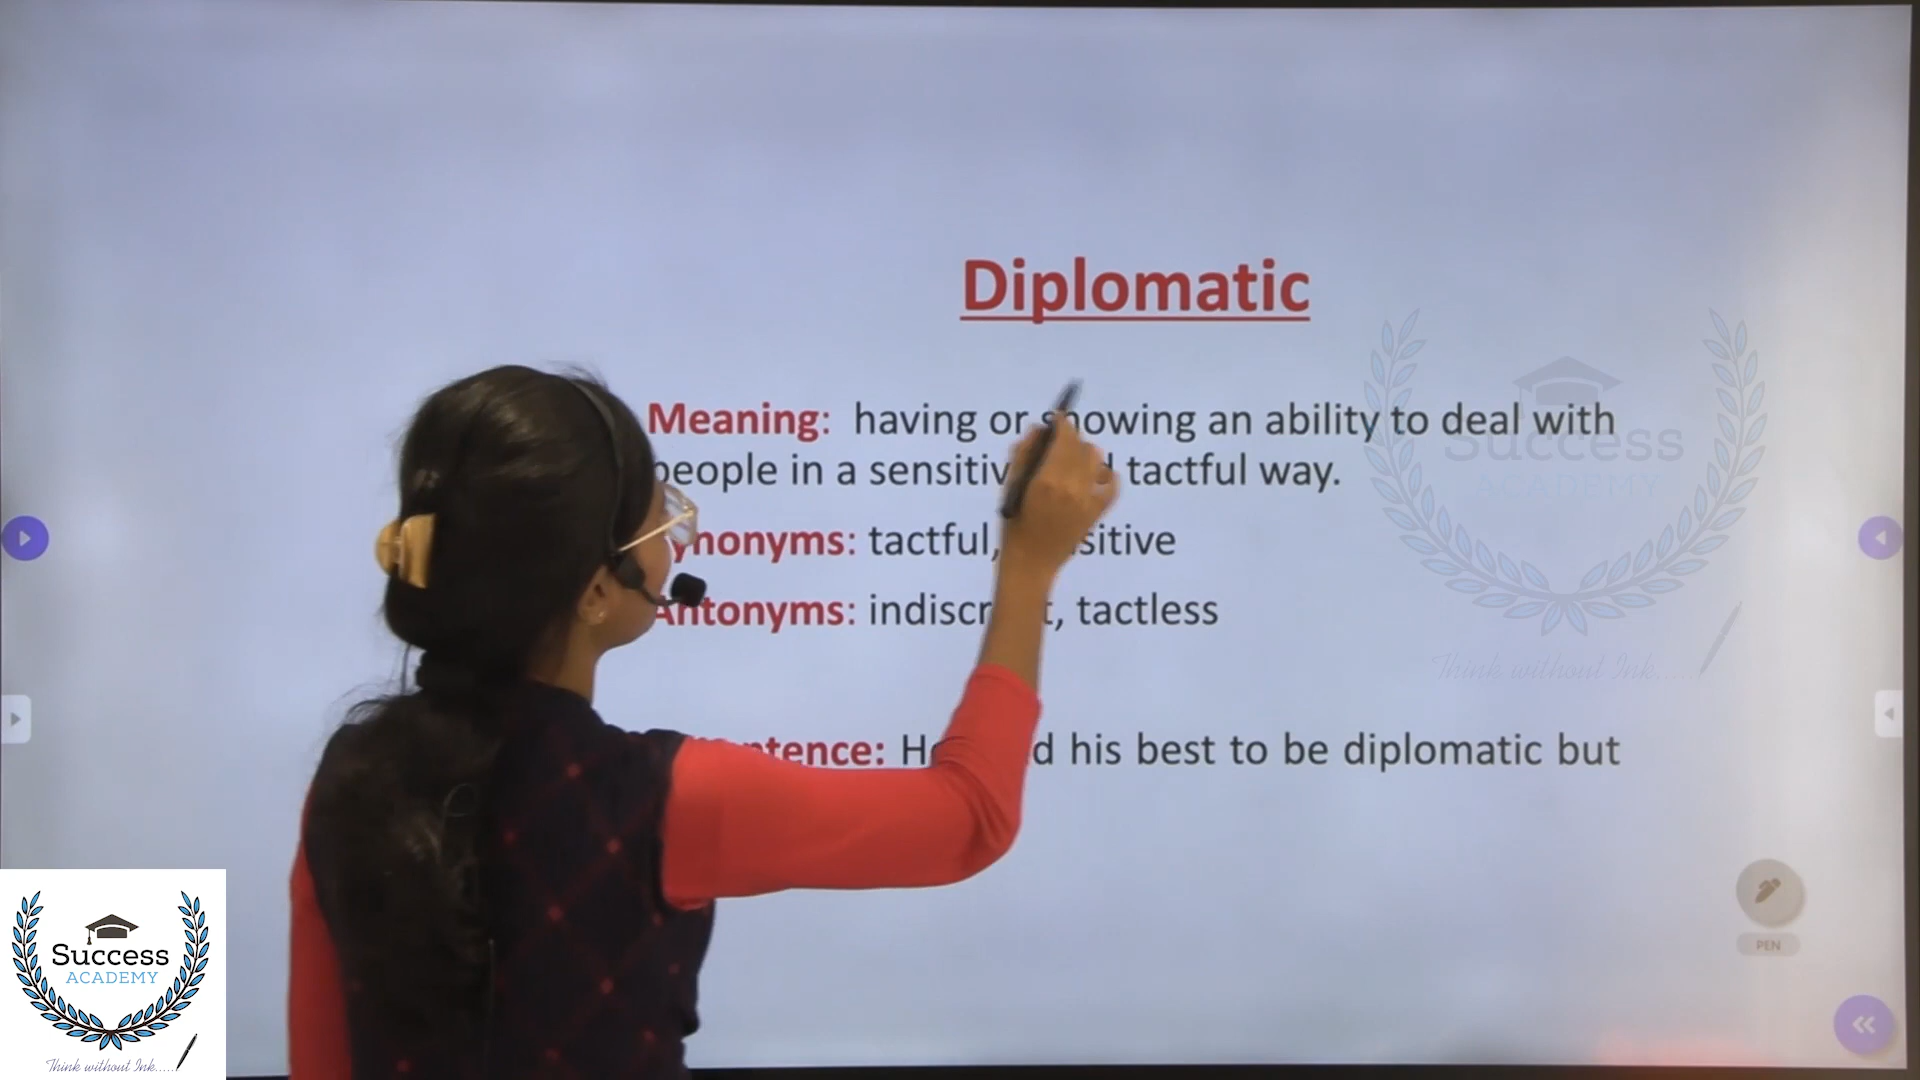 Diplomatic
Meaning: having or showing an ability to deal with
people in a sensitive tactful way.
Synonyms: tactful, sensitive
Antonyms: indiscreet, tactless
Sentence: He his best to be diplomatic but
Success
ACADEMY
Think without Ink.....
PEN
Success
ACADEMY
Think without Ink.....